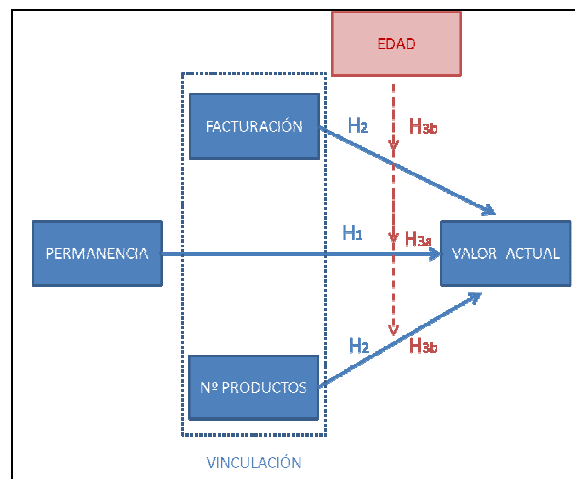 EDAD
FACTURACIÓN
H2
H3b
PERMANENCIA
H1
H3a
VALOR ACTUAL
H2
H3b
Nº PRODUCTOS
VINCULACIÓN